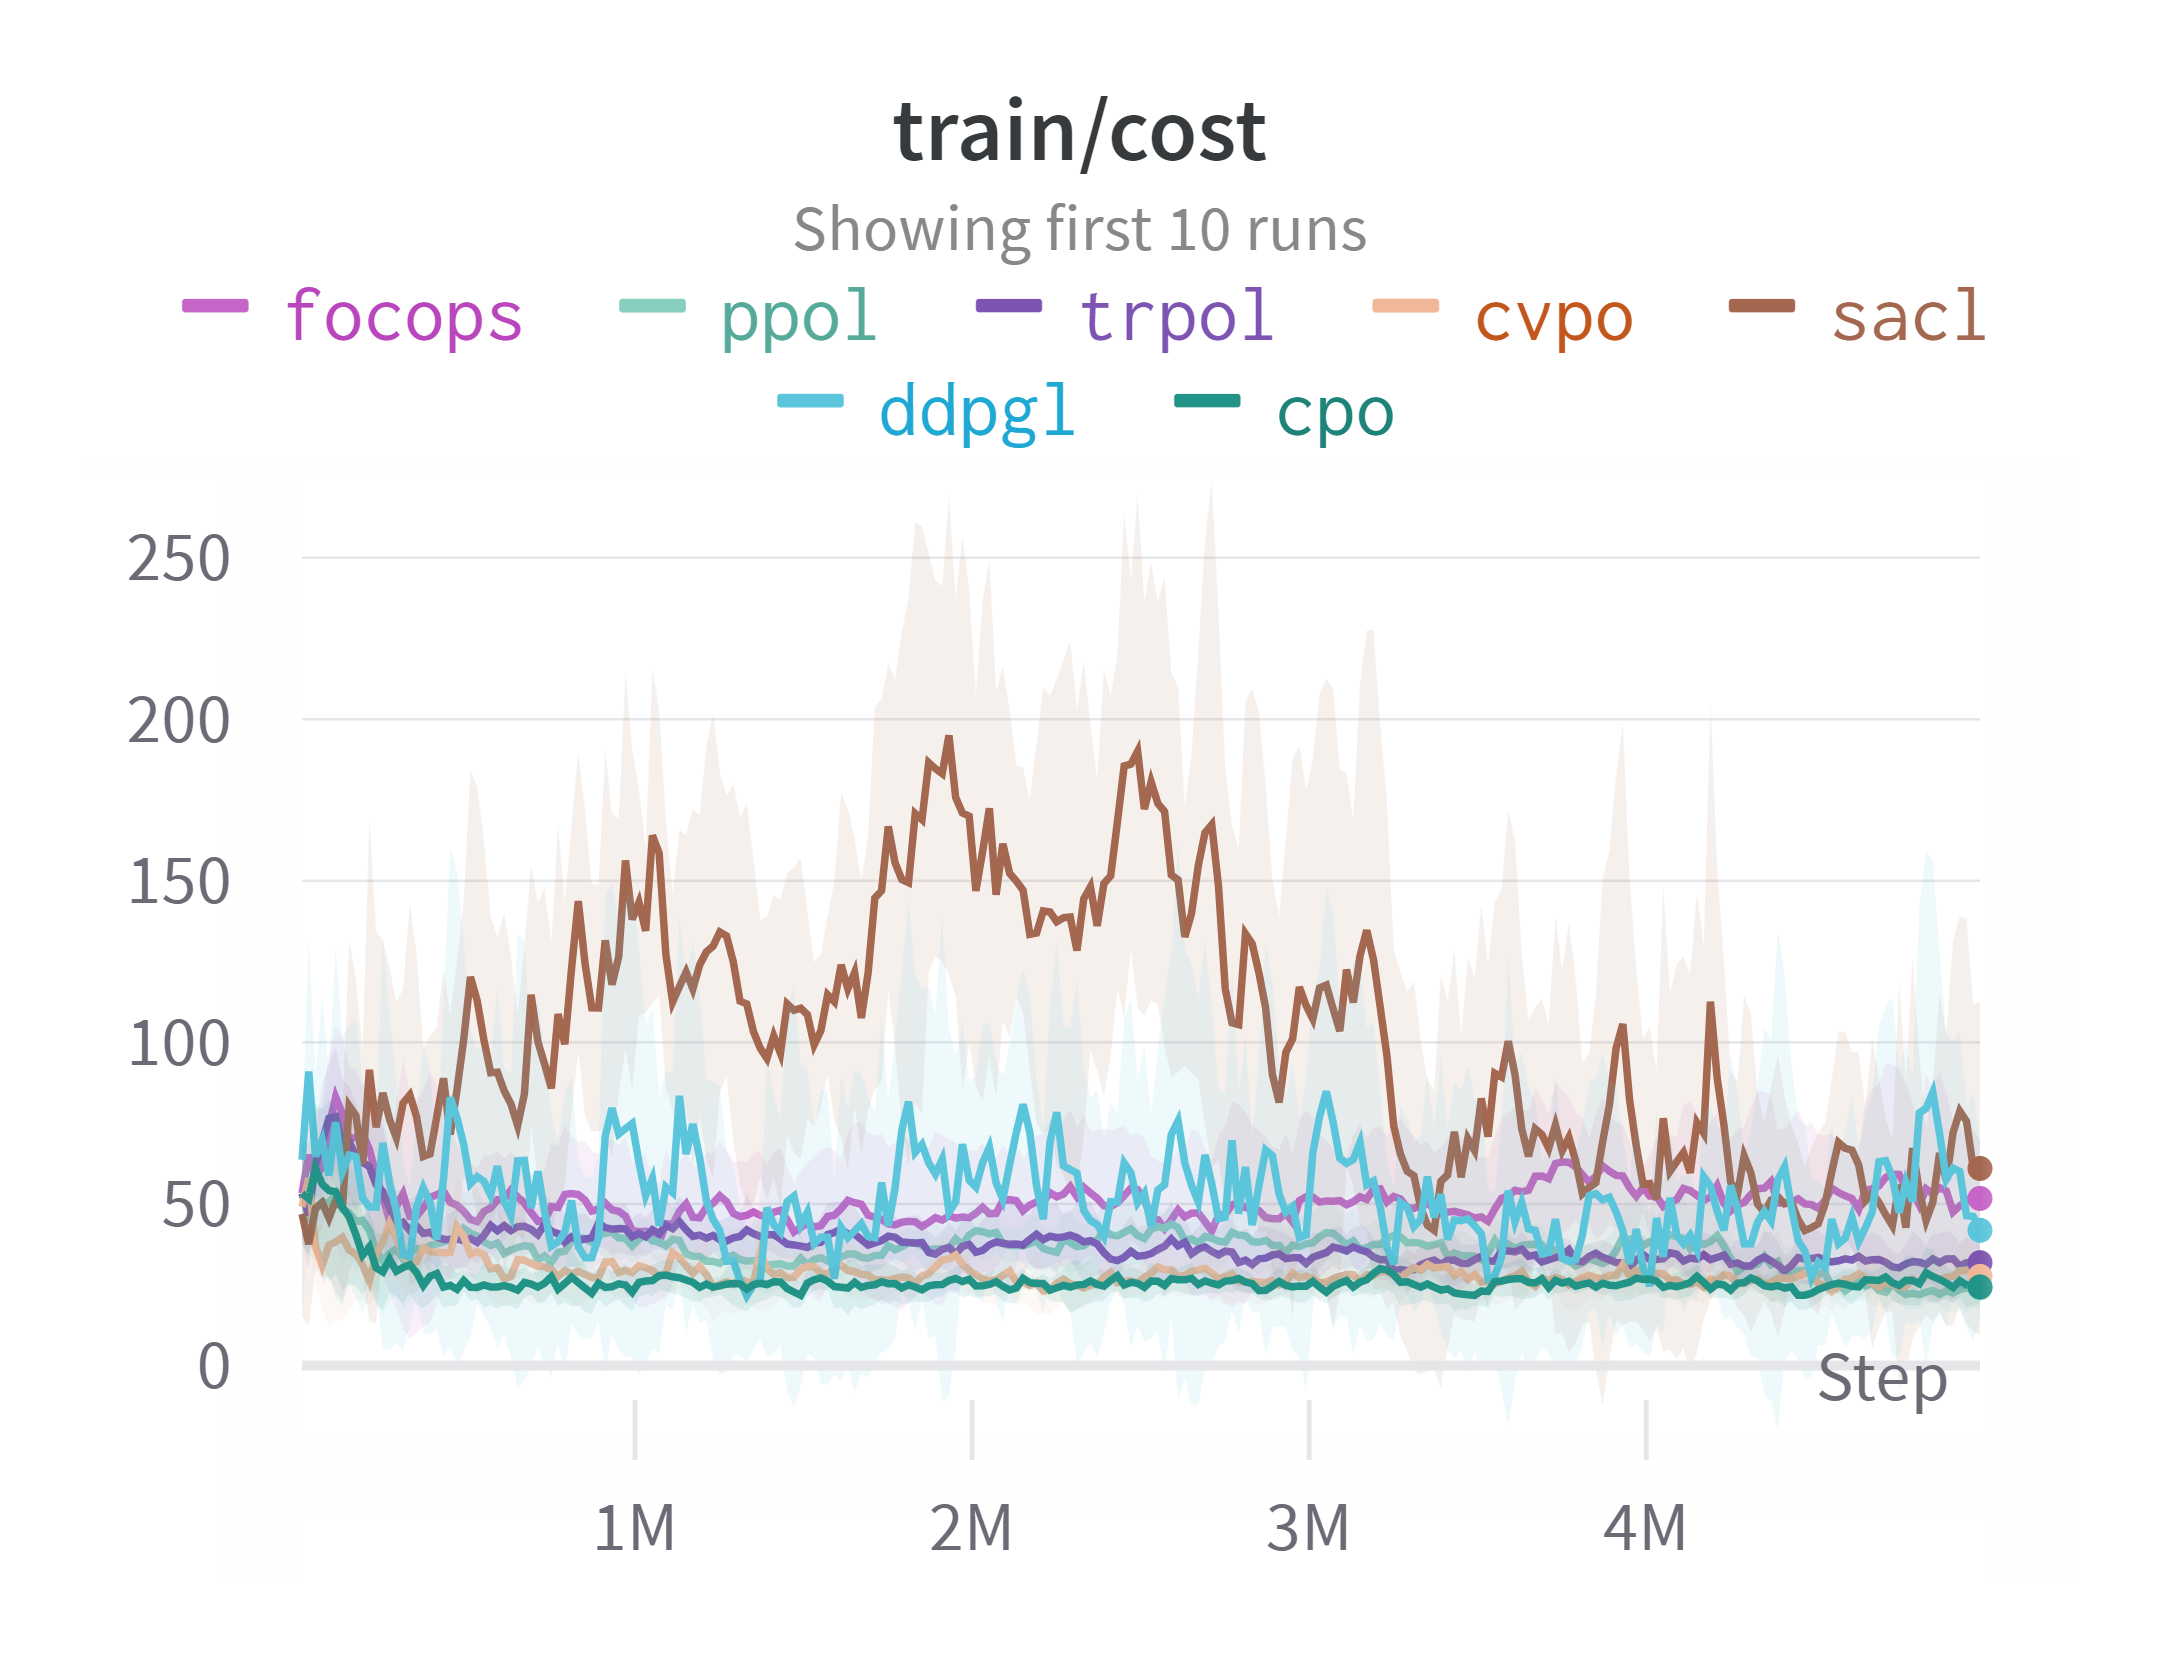 train/cost
Showing first 10 runs
focops ppol trpol cvpo sacl
ddpgl cpo
250
200
150
100
50
0
Step
1M 2M 3M 4M